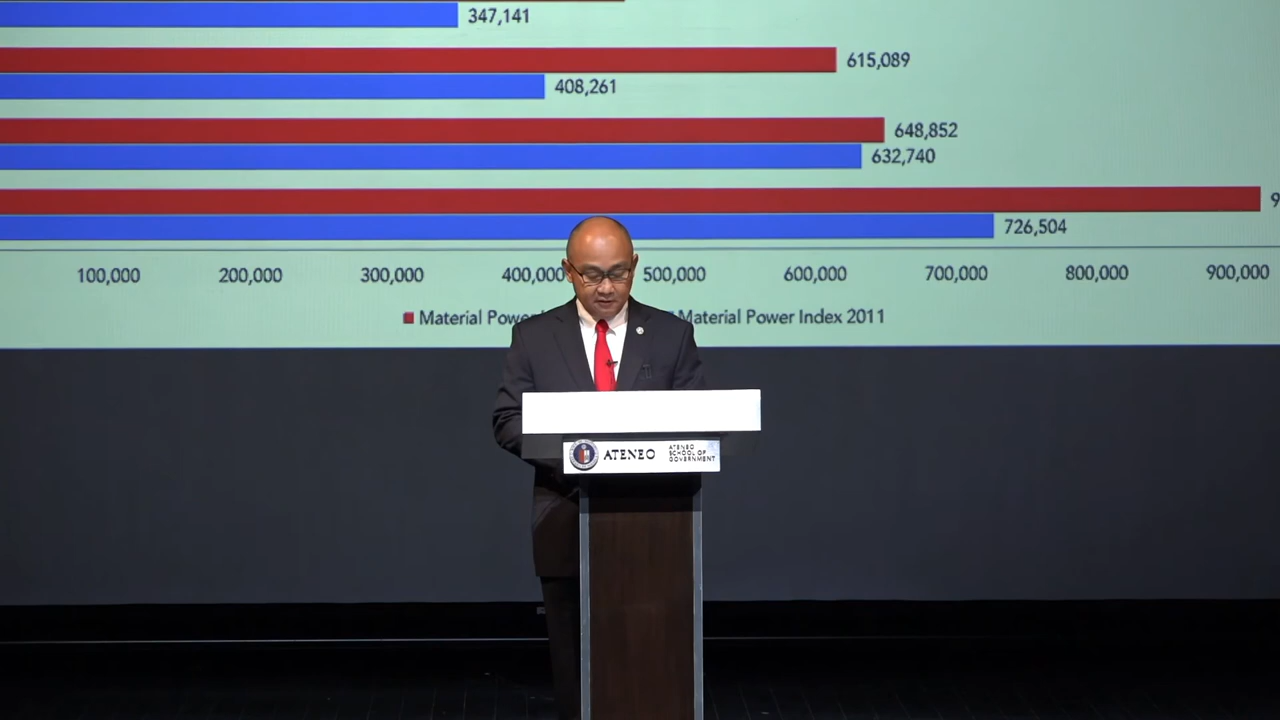 347,141
615,089
408,261
648,852
632,740
9
726,504
100,000 200,000 300,000 400,000 500,000 600,000 700,000 800,000 900,000
Material Power Material Power Index 2011
ATENEO
ATENEO
SCHOOL OF
GOVERNMENT